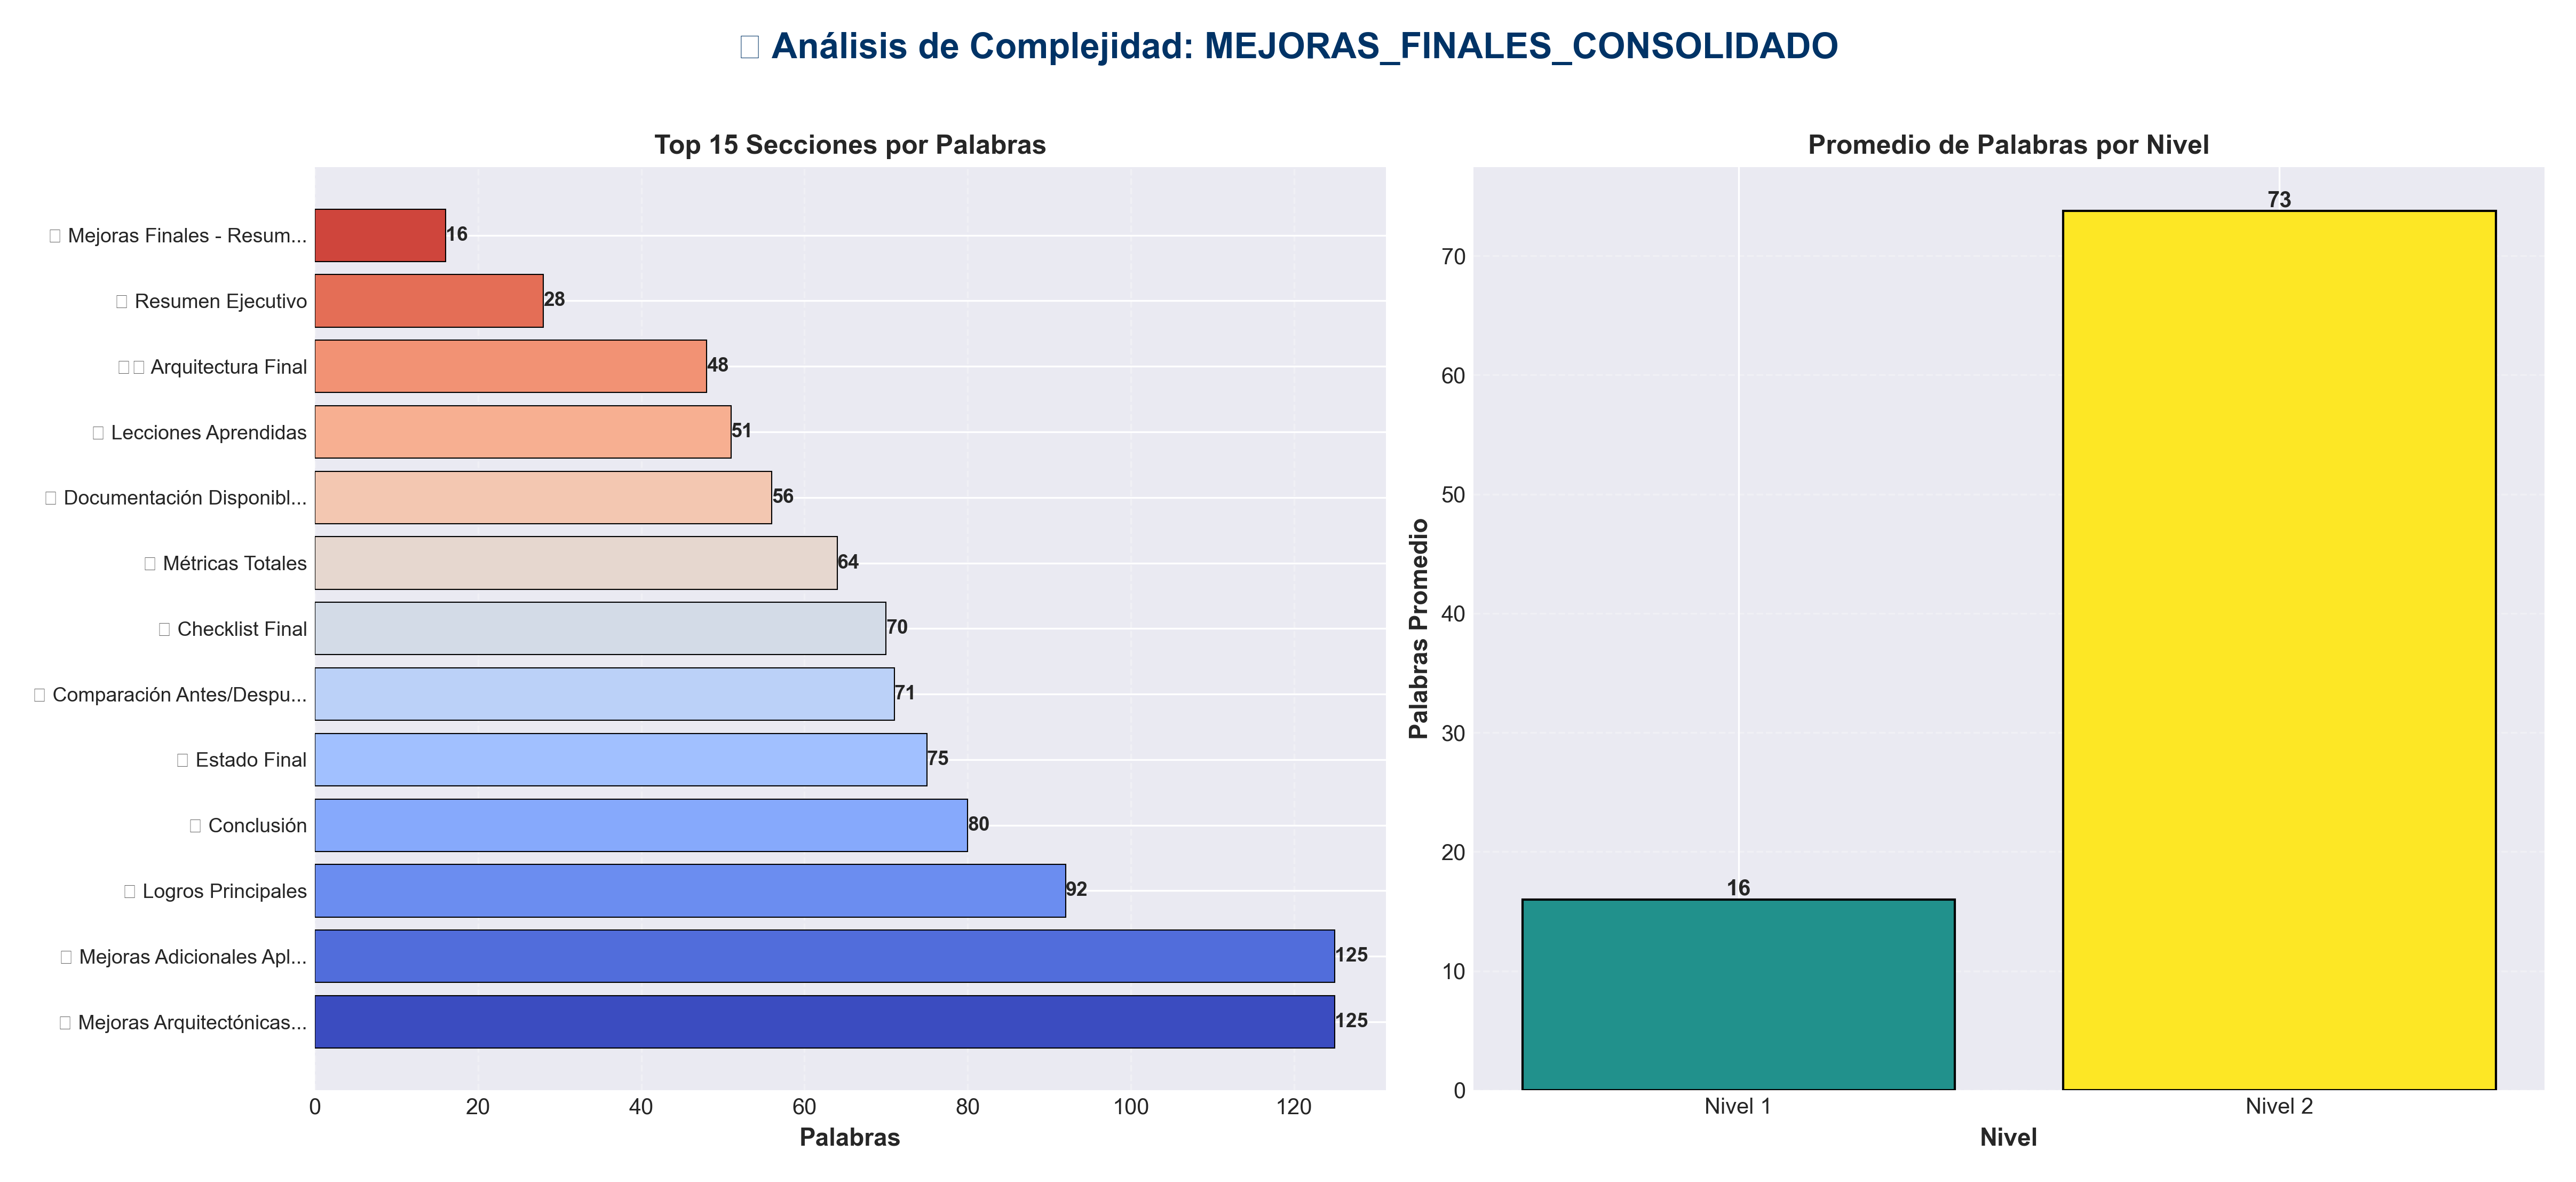 Análisis de Complejidad: MEJORAS_FINALES_CONSOLIDADO
Top 15 Secciones por Palabras
Mejoras Finales - Resum...
16
Resumen Ejecutivo
28
Arquitectura Final
48
Lecciones Aprendidas
51
Documentación Disponibl...
56
Métricas Totales
64
Checklist Final
70
Comparación Antes/Despu...
71
Estado Final
75
Conclusión
80
Logros Principales
92
Mejoras Adicionales Apl...
125
Mejoras Arquitectónicas...
125
0 20 40 60 80 100 120
Palabras
Promedio de Palabras por Nivel
Palabras Promedio
70
60
50
40
30
20
10
0
16
73
Nivel 1 Nivel 2
Nivel